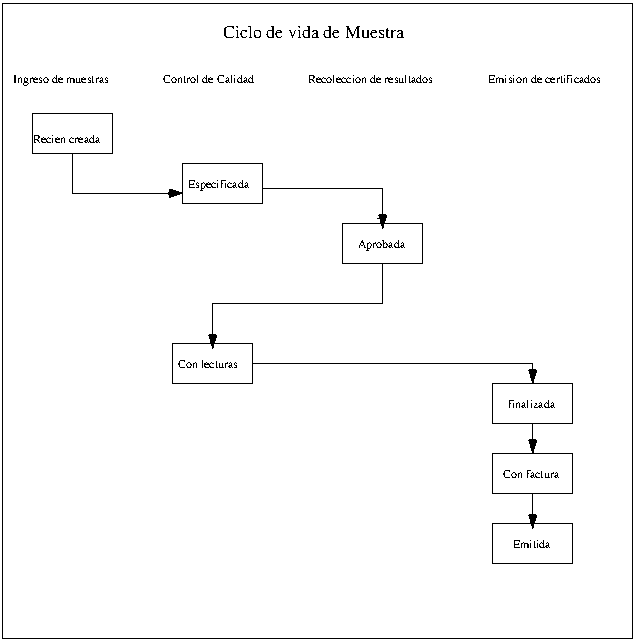 Ciclo de vida de Muestra
Ingreso de muestras
Control de Calidad
Recoleccion de resultados
Emision de certificados
Recien creada
Especificada
Aprobada
Con lecturas
Finalizada
Con factura
Emitida